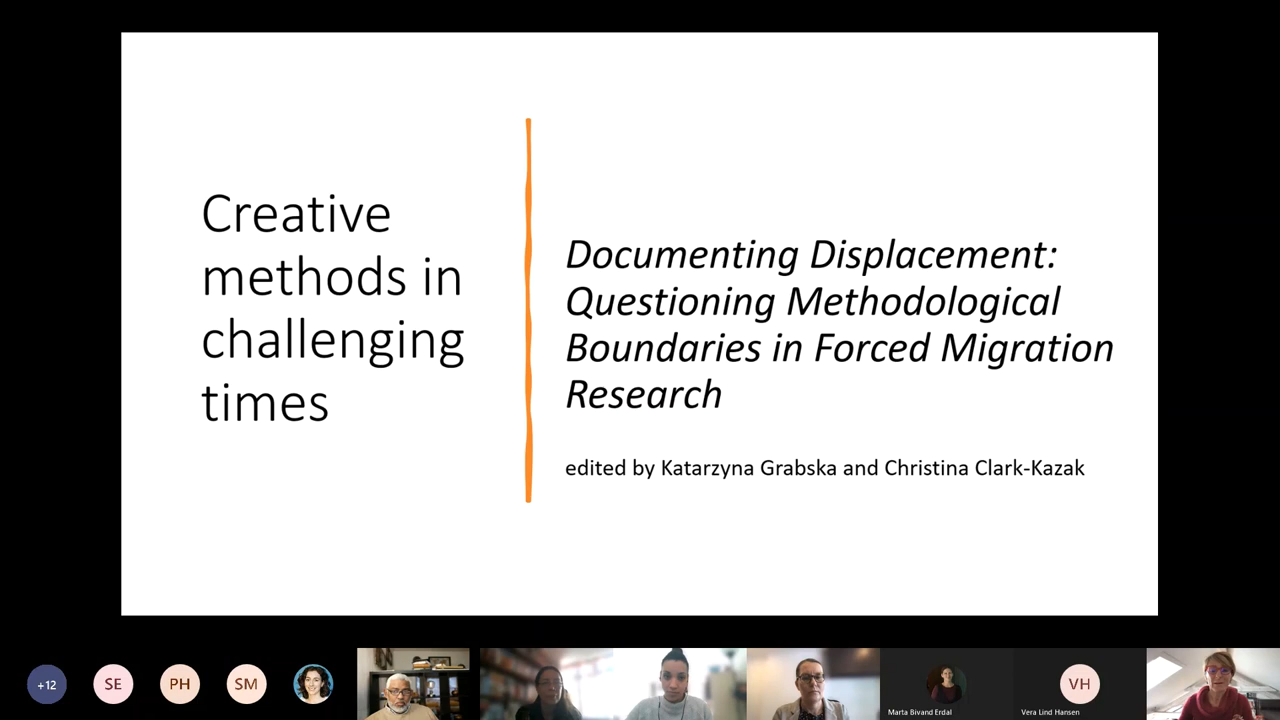 Creative
methods in
challenging
times
Documenting Displacement:
Questioning Methodological
Boundaries in Forced Migration
Research
edited by Katarzyna Grabska and Christina Clark-Kazak
+12
SE
PH
SM
Marta Bivand Erdal
VH
Vera Lind Hansen